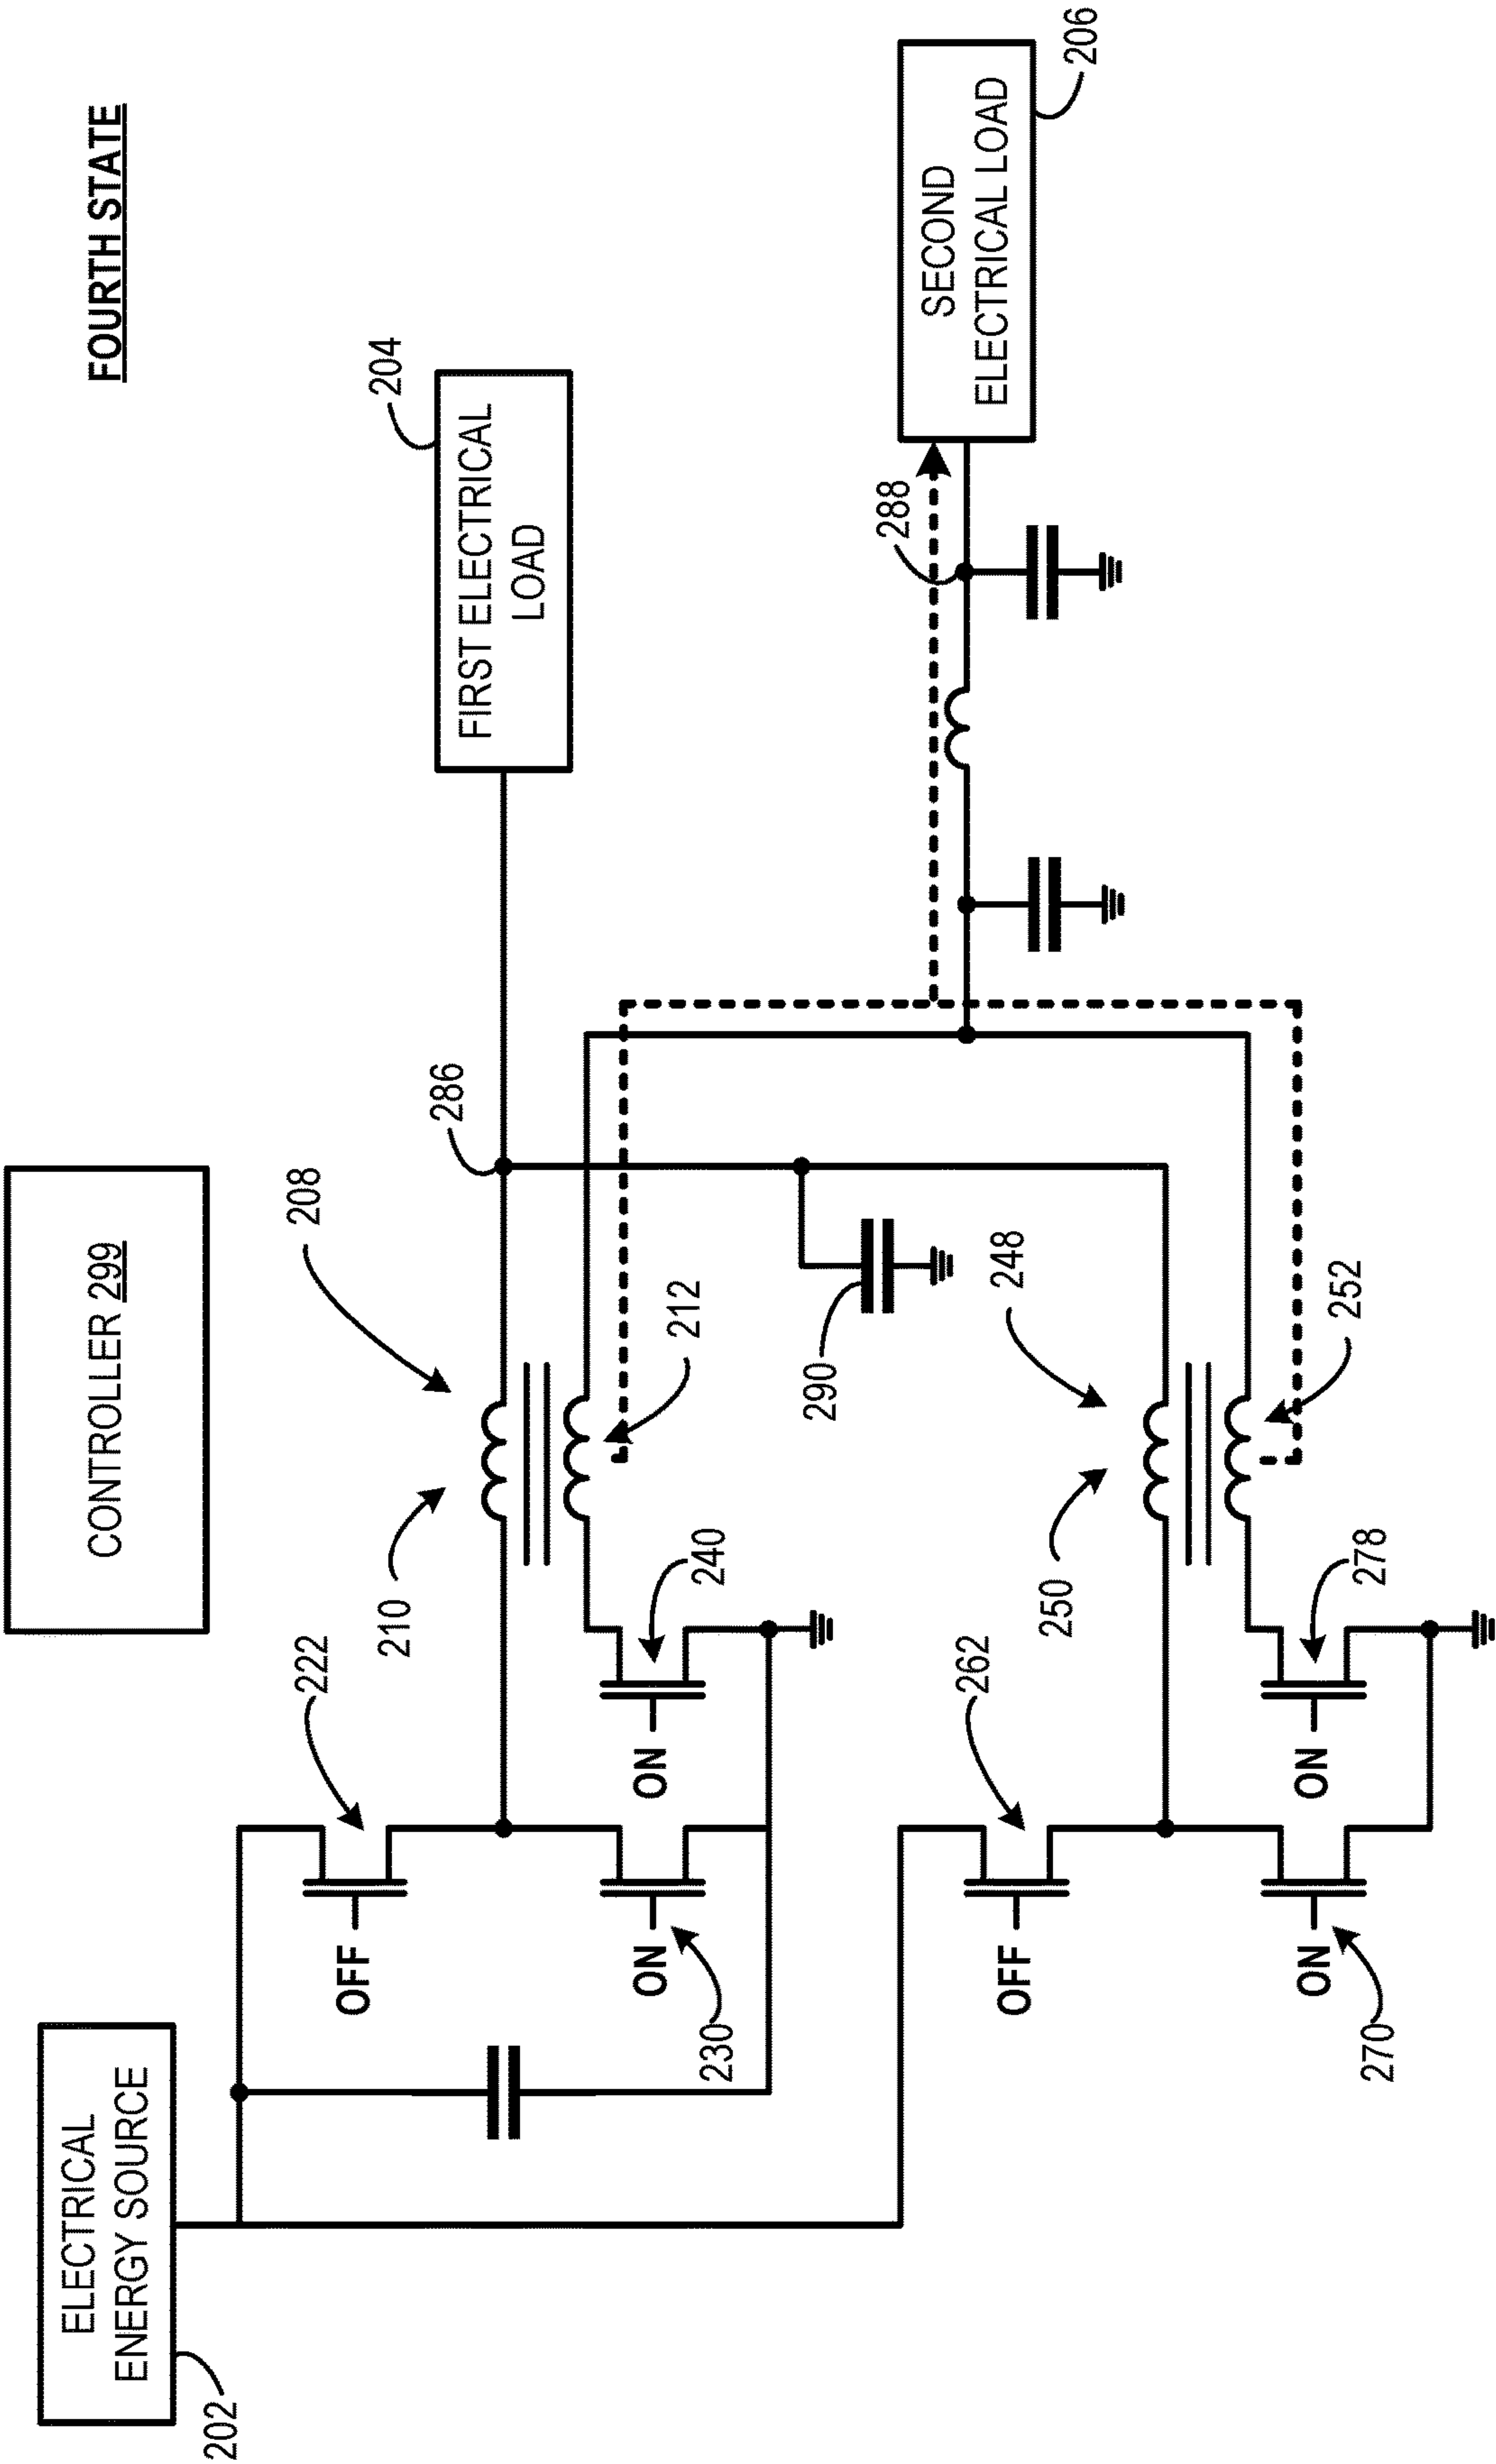 FOURTH STATE
CONTROLLER 299
ELECTRICAL
ENERGY SOURCE
202
222
OFF
210
208
286
204
FIRST ELECTRICAL
LOAD
ON
230
ON
240
212
290
288
SECOND
ELECTRICAL LOAD
206
262
OFF
250
248
ON
270
ON
278
252